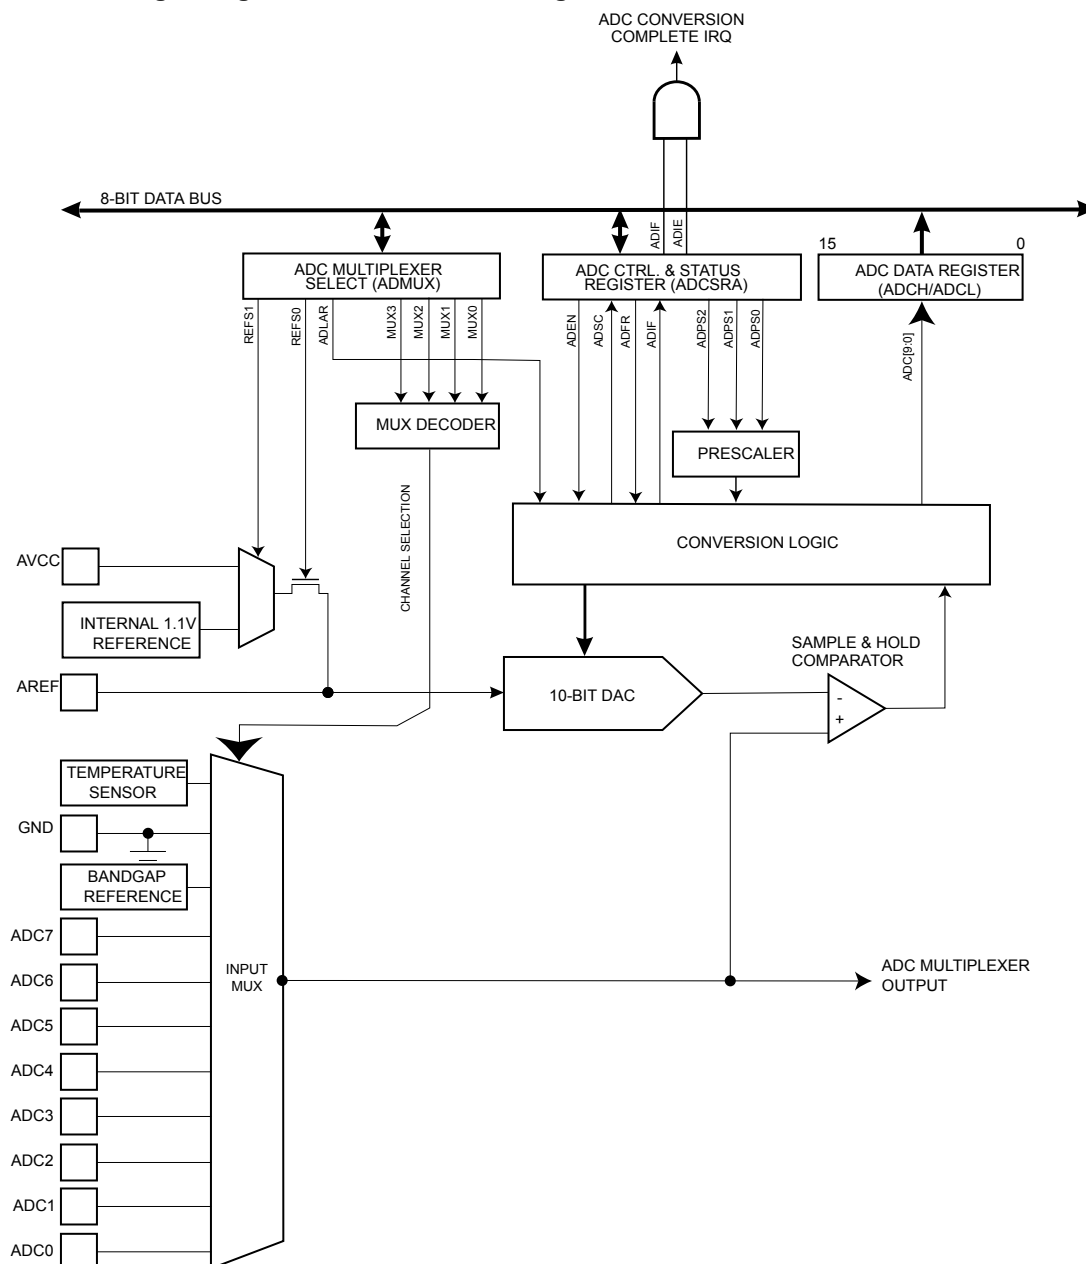 ADC CONVERSION
COMPLETE IRQ
8-BIT DATA BUS
ADIF
ADIE
15
0
ADC MULTIPLEXER
SELECT (ADMUX)
ADC CTRL. & STATUS
REGISTER (ADCSRA)
ADC DATA REGISTER
(ADCH/ADCL)
REFS1
REFS0
ADLAR
MUX3
MUX2
MUX1
MUX0
ADEN
ADSC
ADFR
ADIF
ADPS2
ADPS1
ADPS0
ADC[9:0]
MUX DECODER
PRESCALER
CHANNEL SELECTION
CONVERSION LOGIC
AVCC
INTERNAL 1.1V
REFERENCE
SAMPLE & HOLD
COMPARATOR
AREF
10-BIT DAC
-
+
TEMPERATURE
SENSOR
GND
BANDGAP
REFERENCE
ADC7
ADC6
INPUT
MUX
ADC MULTIPLEXER
OUTPUT
ADC5
ADC4
ADC3
ADC2
ADC1
ADC0